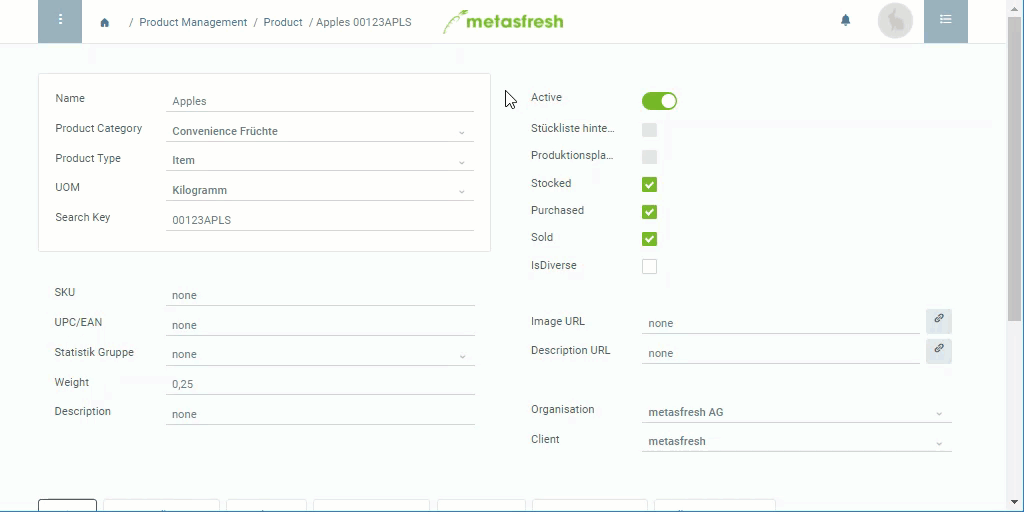 / Product Management / Product / Apples 00123APLS
metasfresh
Name Apples
Product Category Convenience Früchte
Product Type Item
UOM Kilogramm
Search Key 00123APLS
SKU none
UPC/EAN none
Statistik Gruppe none
Weight 0,25
Description none
Active
Stückliste hinte...
Produktionspla...
Stocked
Purchased
Sold
IsDiverse
Image URL none
Description URL none
Organisation metasfresh AG
Client metasfresh